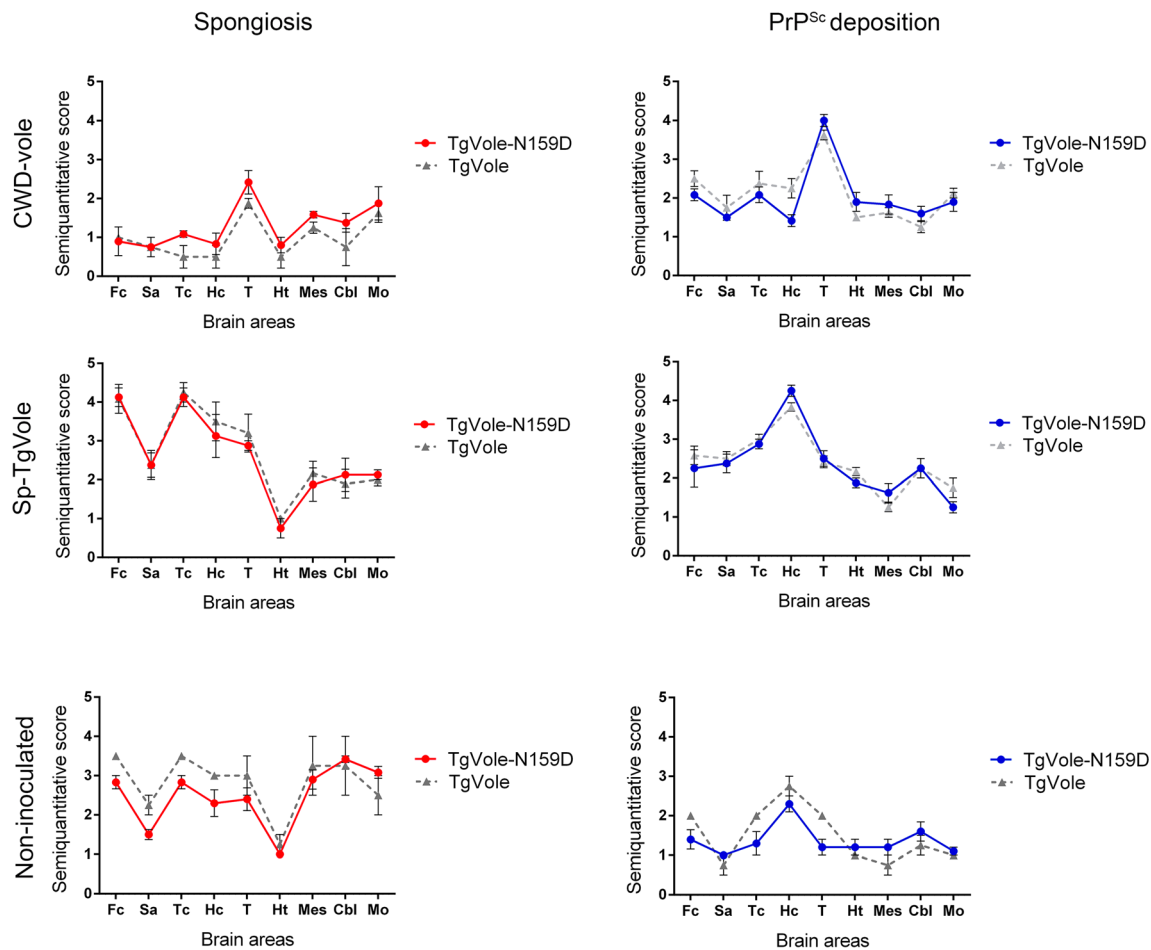 Spongiosis
PrPSc deposition
CWD-vole
Semiquantitative score
5
4
3
2
1
0
Fc Sa Tc Hc T Ht Mes Cbl Mo
Brain areas
TgVole-N159D
TgVole
Semiquantitative score
5
4
3
2
1
0
Fc Sa Tc Hc T Ht Mes Cbl Mo
Brain areas
TgVole-N159D
TgVole
Sp-TgVole
Semiquantitative score
5
4
3
2
1
0
Fc Sa Tc Hc T Ht Mes Cbl Mo
Brain areas
TgVole-N159D
TgVole
Semiquantitative score
5
4
3
2
1
0
Fc Sa Tc Hc T Ht Mes Cbl Mo
Brain areas
TgVole-N159D
TgVole
Non-inoculated
Semiquantitative score
5
4
3
2
1
0
Fc Sa Tc Hc T Ht Mes Cbl Mo
Brain areas
TgVole-N159D
TgVole
Semiquantitative score
5
4
3
2
1
0
Fc Sa Tc Hc T Ht Mes Cbl Mo
Brain areas
TgVole-N159D
TgVole